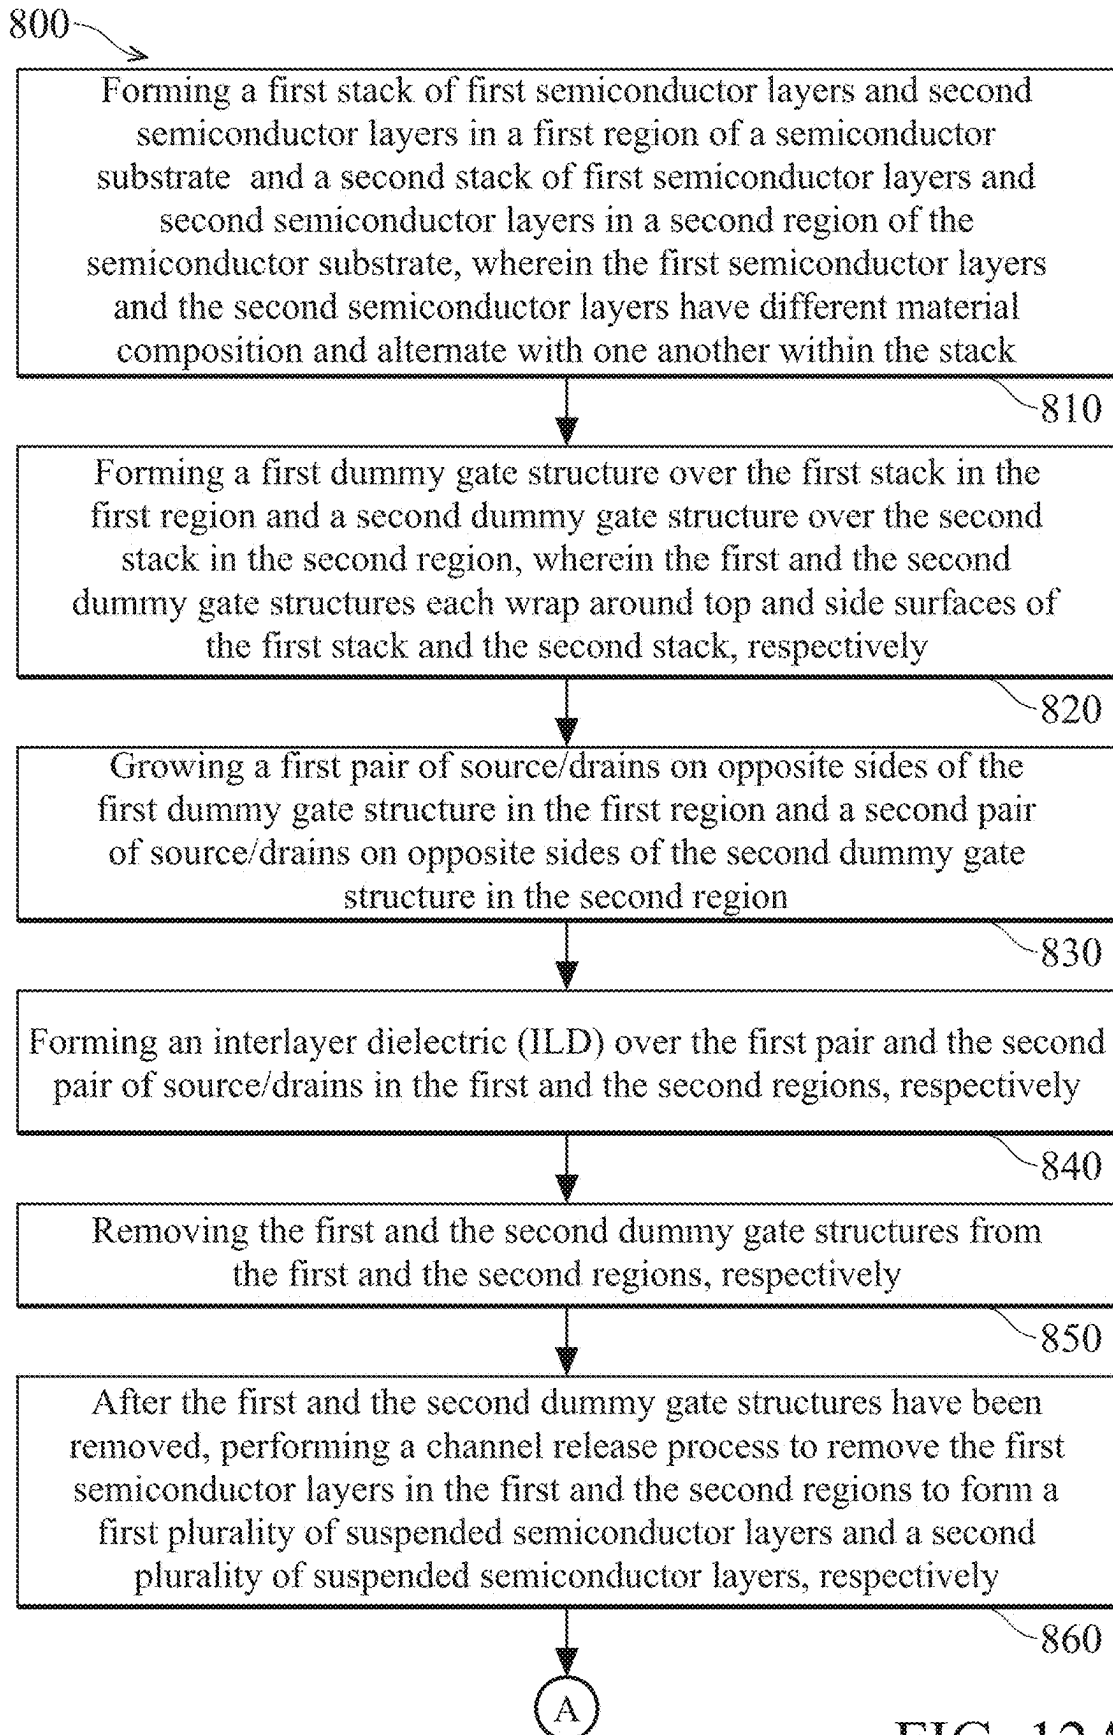 800
Forming a first stack of first semiconductor layers and second
semiconductor layers in a first region of a semiconductor
substrate and a second stack of first semiconductor layers and
second semiconductor layers in a second region of the
semiconductor substrate, wherein the first semiconductor layers
and the second semiconductor layers have different material
composition and alternate with one another within the stack
810
Forming a first dummy gate structure over the first stack in the
first region and a second dummy gate structure over the second
stack in the second region, wherein the first and the second
dummy gate structures each wrap around top and side surfaces of
the first stack and the second stack, respectively
820
Growing a first pair of source/drains on opposite sides of the
first dummy gate structure in the first region and a second pair
of source/drains on opposite sides of the second dummy gate
structure in the second region
830
Forming an interlayer dielectric (ILD) over the first pair and the second
pair of source/drains in the first and the second regions, respectively
840
Removing the first and the second dummy gate structures from
the first and the second regions, respectively
850
After the first and the second dummy gate structures have been
removed, performing a channel release process to remove the first
semiconductor layers in the first and the second regions to form a
first plurality of suspended semiconductor layers and a second
plurality of suspended semiconductor layers, respectively
860
A
FIG. 12A